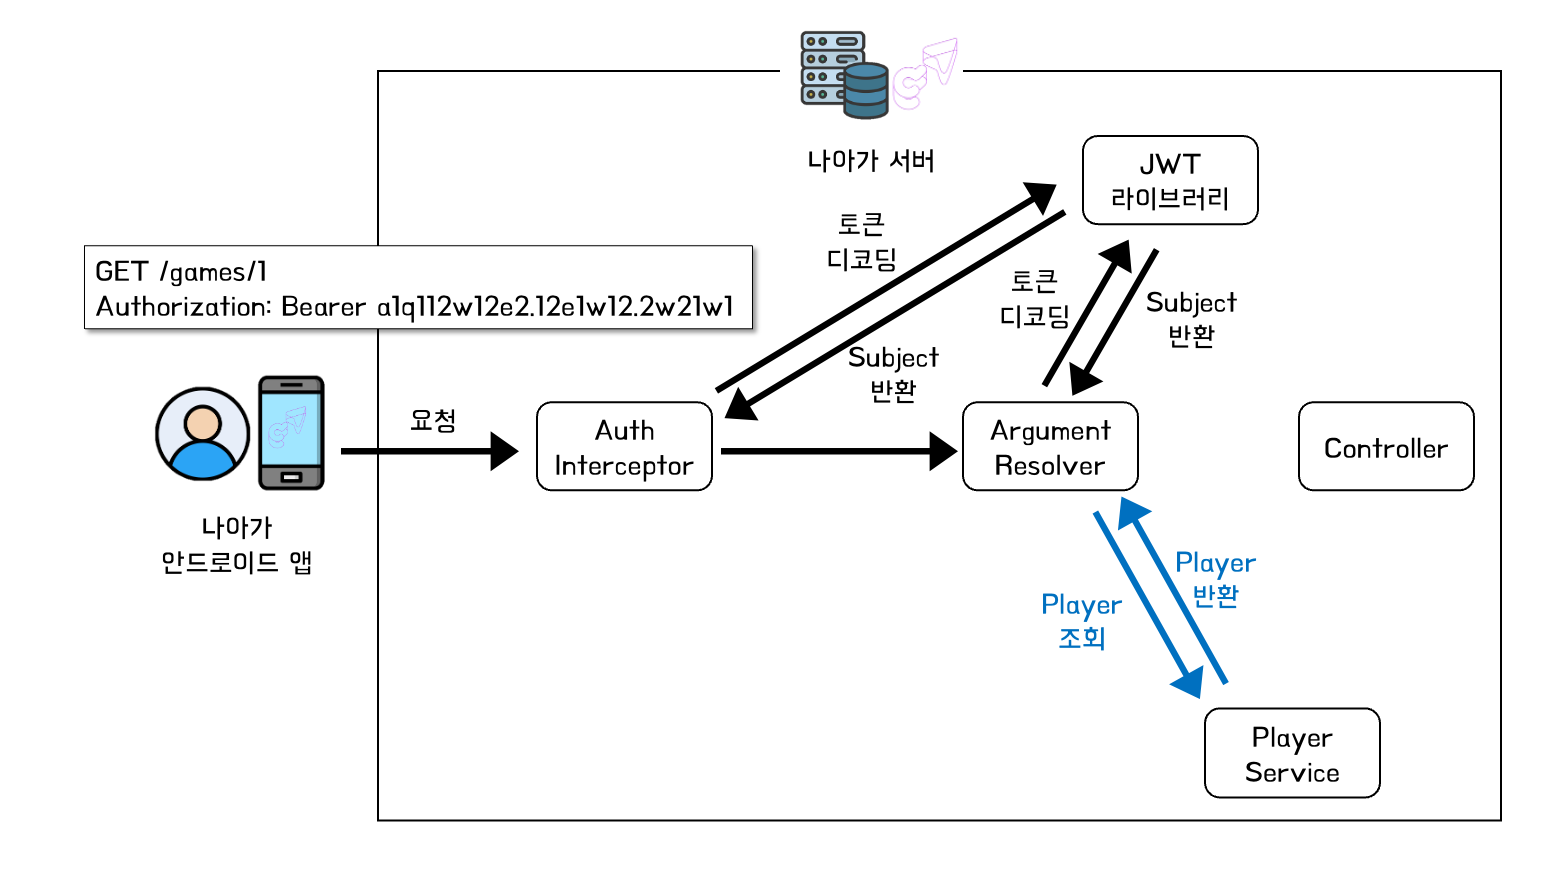 나아가 서버
JWT
라이브러리
토큰
디코딩
GET /games/1
Authorization: Bearer a1q112w12e2.12e1w12.2w21w1
토큰
디코딩
Subject
반환
Subject
반환
요청
Auth
Interceptor
Argument
Resolver
Controller
나아가
안드로이드 앱
Player
반환
Player
조회
Player
Service